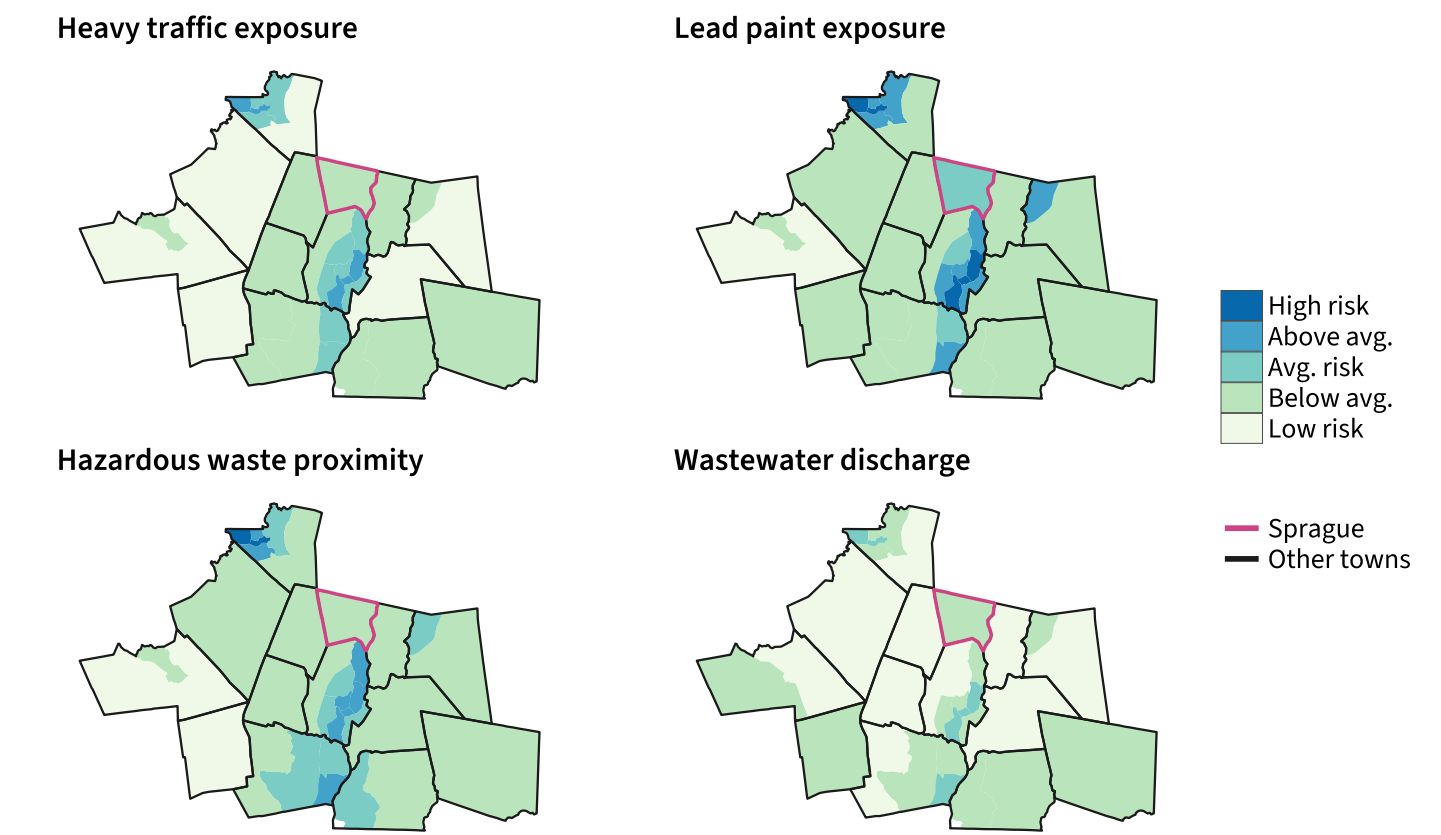 Heavy traffic exposure
Lead paint exposure
High risk
Above avg.
Avg. risk
Below avg.
Low risk
Hazardous waste proximity
Wastewater discharge
Sprague
Other towns